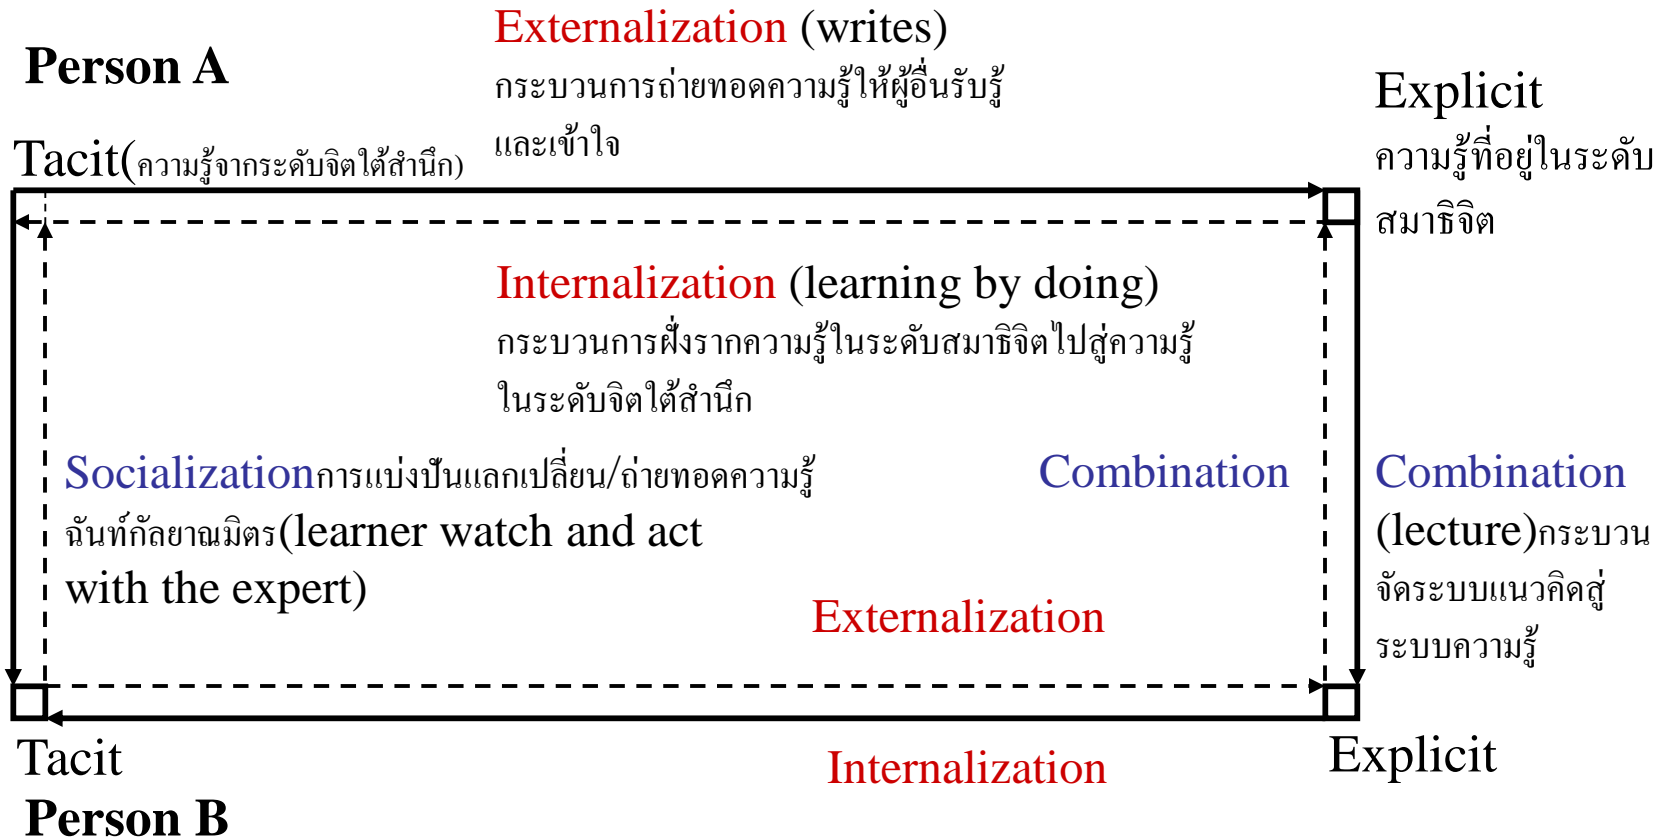 Externalization (writes)
Person A
กระบวนการถ่ายทอดความรู้ให้ผู้อื่นรับรู้
และเข้าใจ
Explicit
ความรู้ที่อยู่ในระดับ
สมาธิจิต
Tacit(ความรู้จากระดับจิตใต้สำนึก)
Internalization (learning by doing)
กระบวนการฝั่งรากความรู้ในระดับสมาธิจิตไปสู่ความรู้
ในระดับจิตใต้สำนึก
Socializationการแบ่งปันแลกเปลี่ยน/ถ่ายทอดความรู้
ฉันท์กัลยาณมิตร(learner watch and act
with the expert)
Combination
Combination
(lecture)กระบวน
จัดระบบแนวคิดสู่
ระบบความรู้
Externalization
Tacit
Internalization
Explicit
Person B